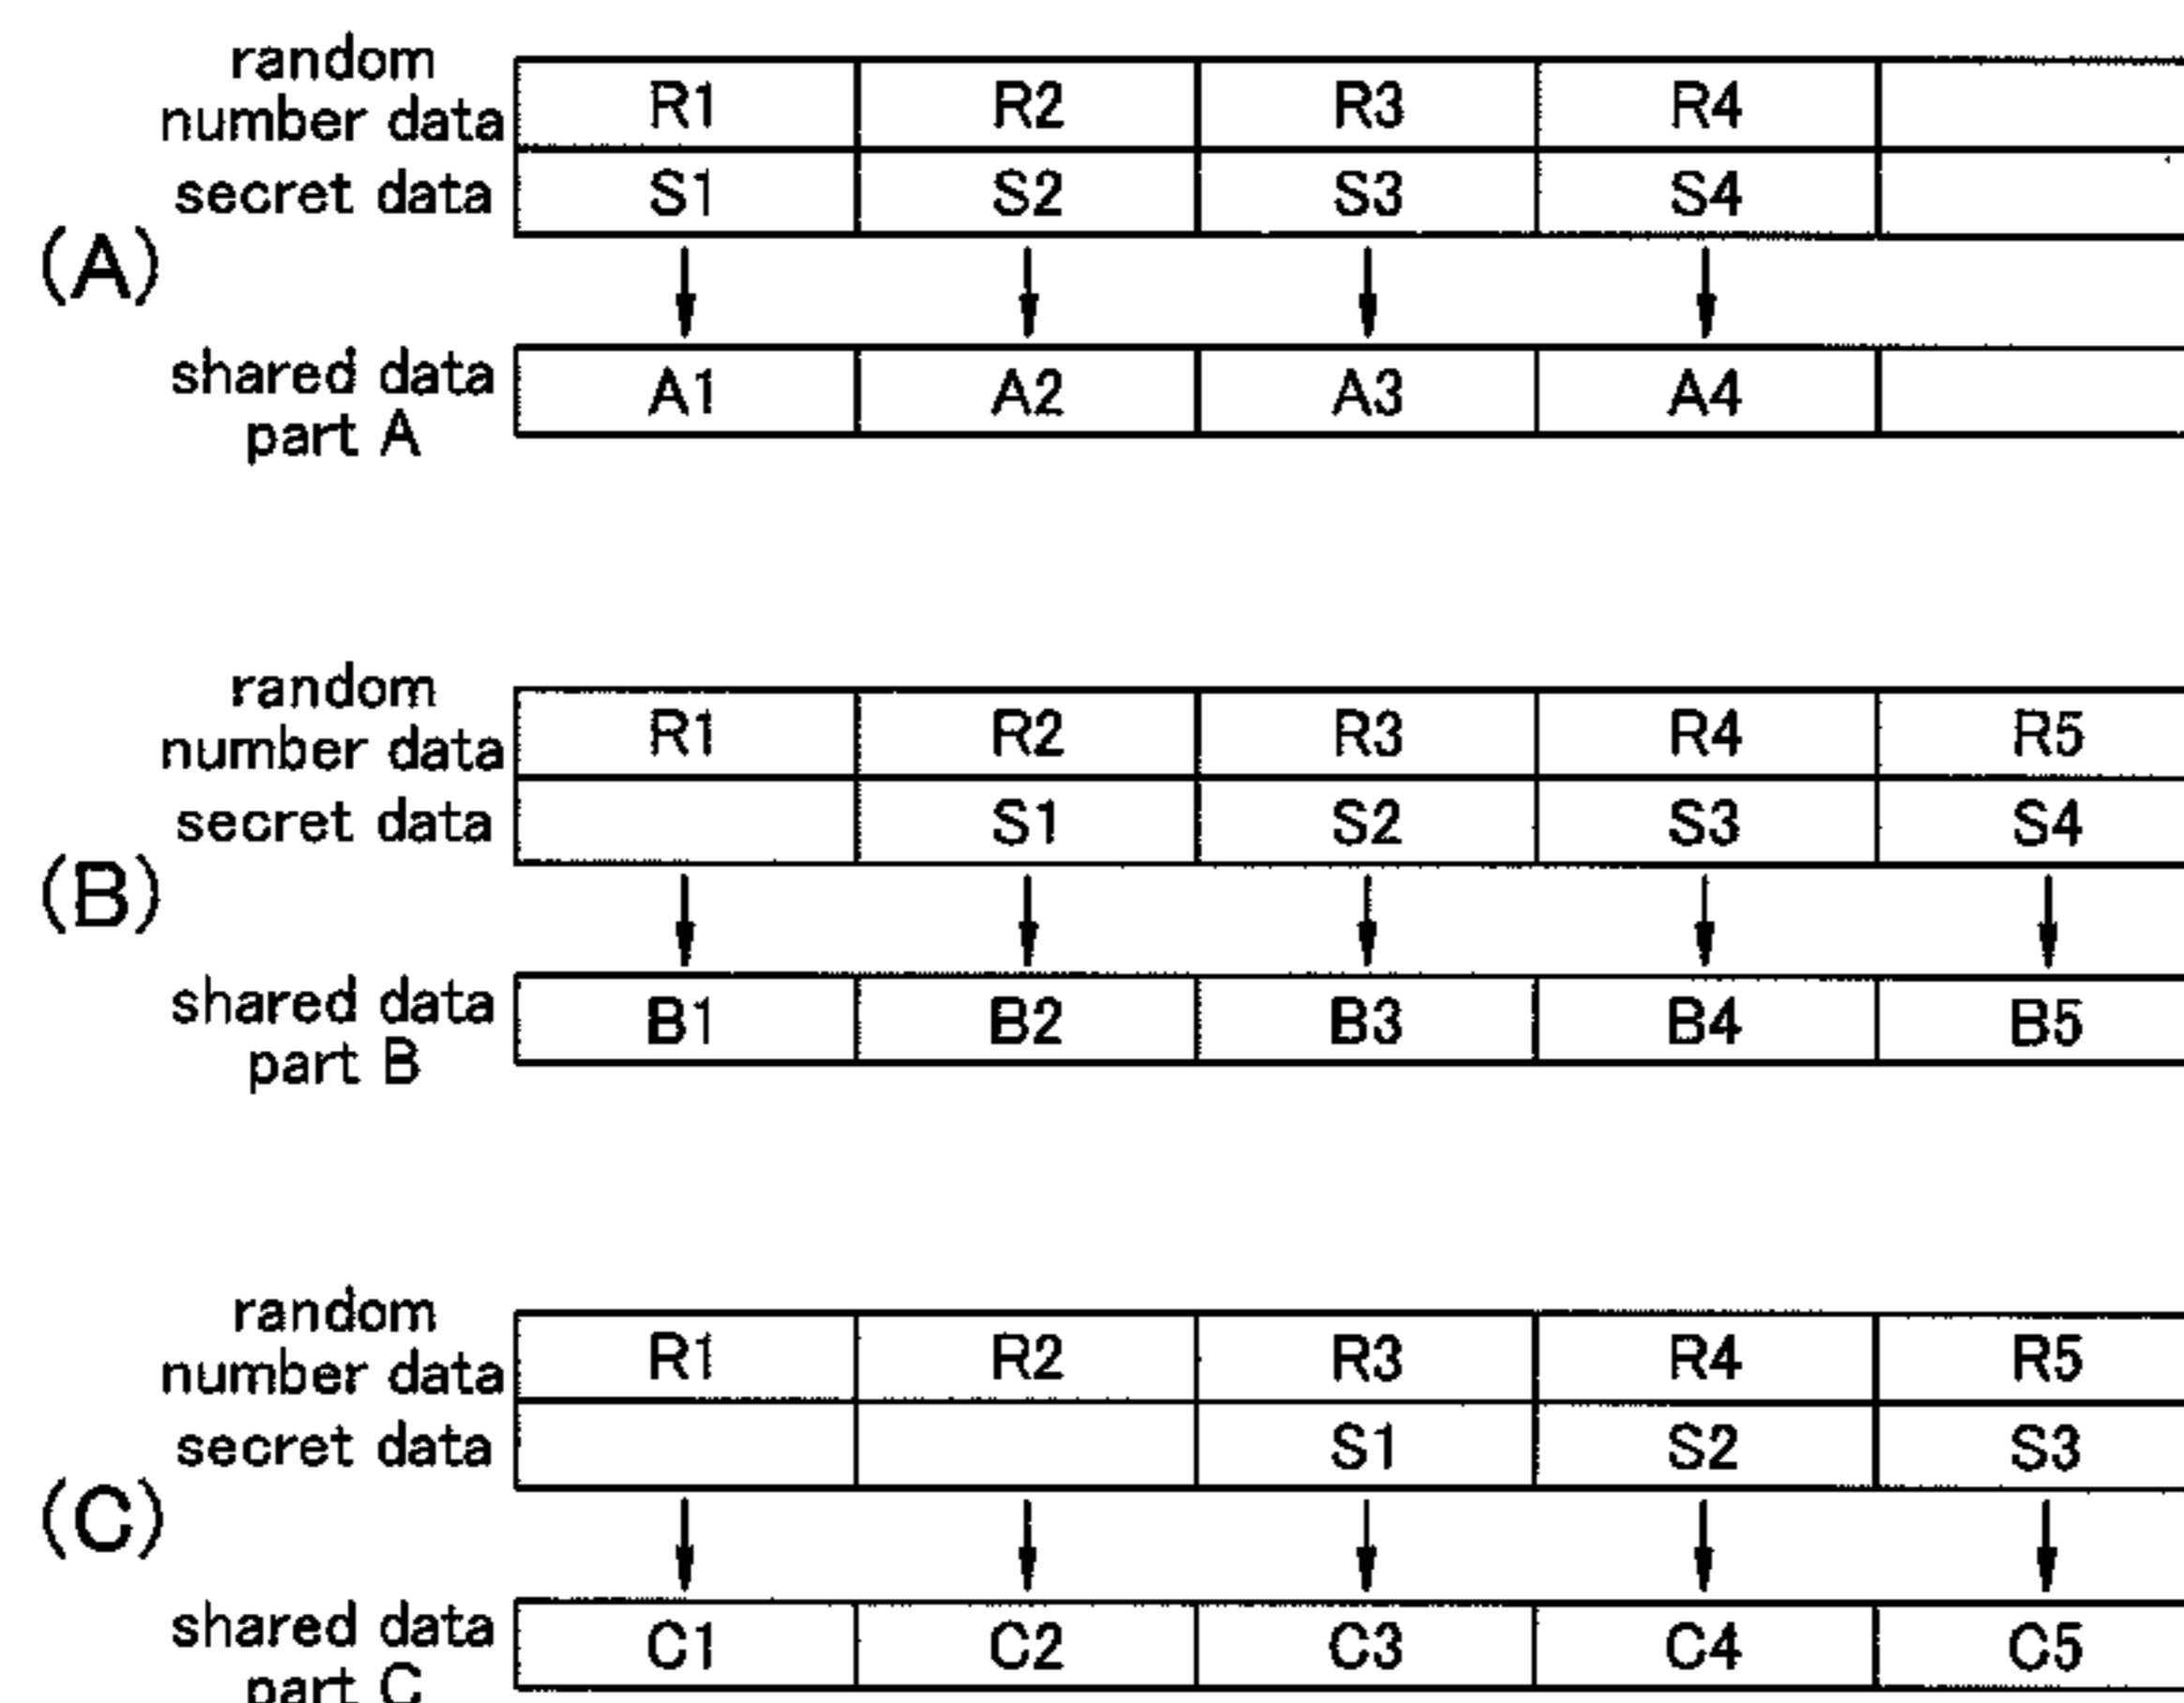 random
number data R1 R2 R3 R4
secret data S1 S2 S3 S4
(A)
shared data
part A A1 A2 A3 A4
random
number data R1 R2 R3 R4 R5
secret data S1 S2 S3 S4
(B)
shared data
part B B1 B2 B3 B4 B5
random
number data R1 R2 R3 R4 R5
secret data S1 S2 S3
(C)
shared data
part C C1 C2 C3 C4 C5